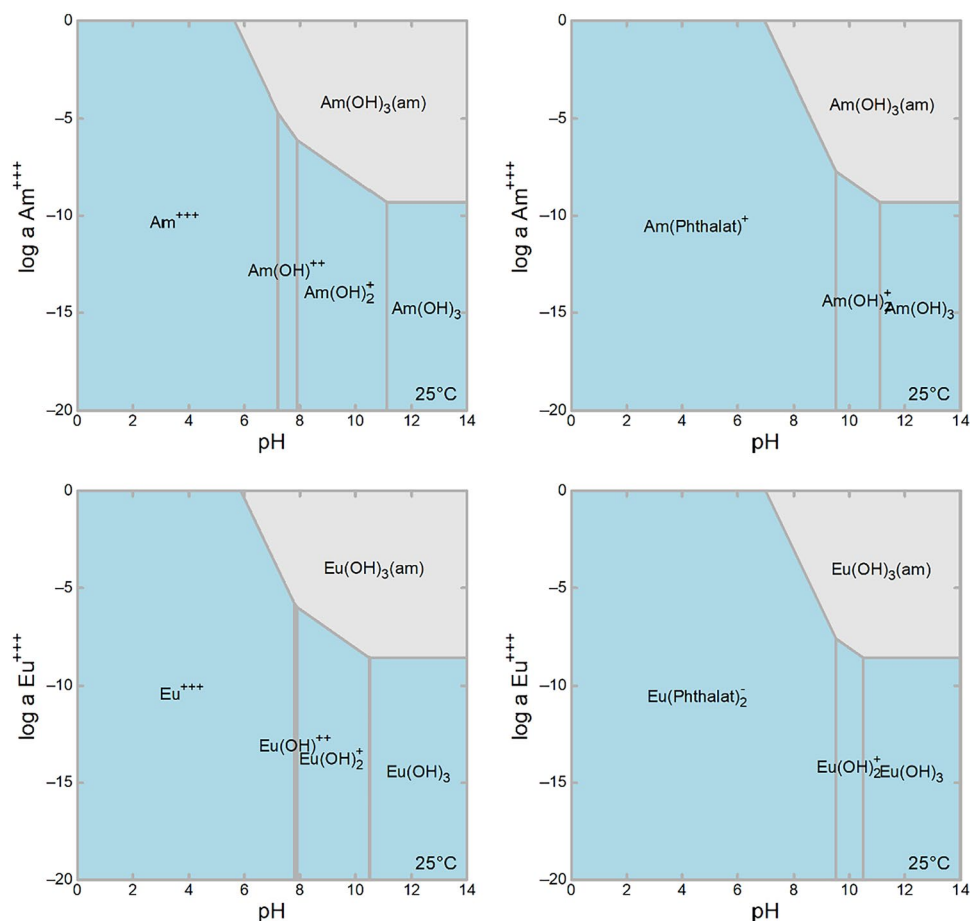 0
−5
−10
−15
−20
log a Am+++
Am(OH)3(am)
Am+++
Am(OH)++
Am(OH)2+
Am(OH)3
25°C
0 2 4 6 8 10 12 14
pH
0
−5
−10
−15
−20
log a Am+++
Am(OH)3(am)
Am(Phthalat)+
Am(OH)2+
Am(OH)3
25°C
0 2 4 6 8 10 12 14
pH
0
−5
−10
−15
−20
log a Eu+++
Eu(OH)3(am)
Eu+++
Eu(OH)++
Eu(OH)2+
Eu(OH)3
25°C
0 2 4 6 8 10 12 14
pH
0
−5
−10
−15
−20
log a Eu+++
Eu(OH)3(am)
Eu(Phthalat)2-
Eu(OH)2+
Eu(OH)3
25°C
0 2 4 6 8 10 12 14
pH